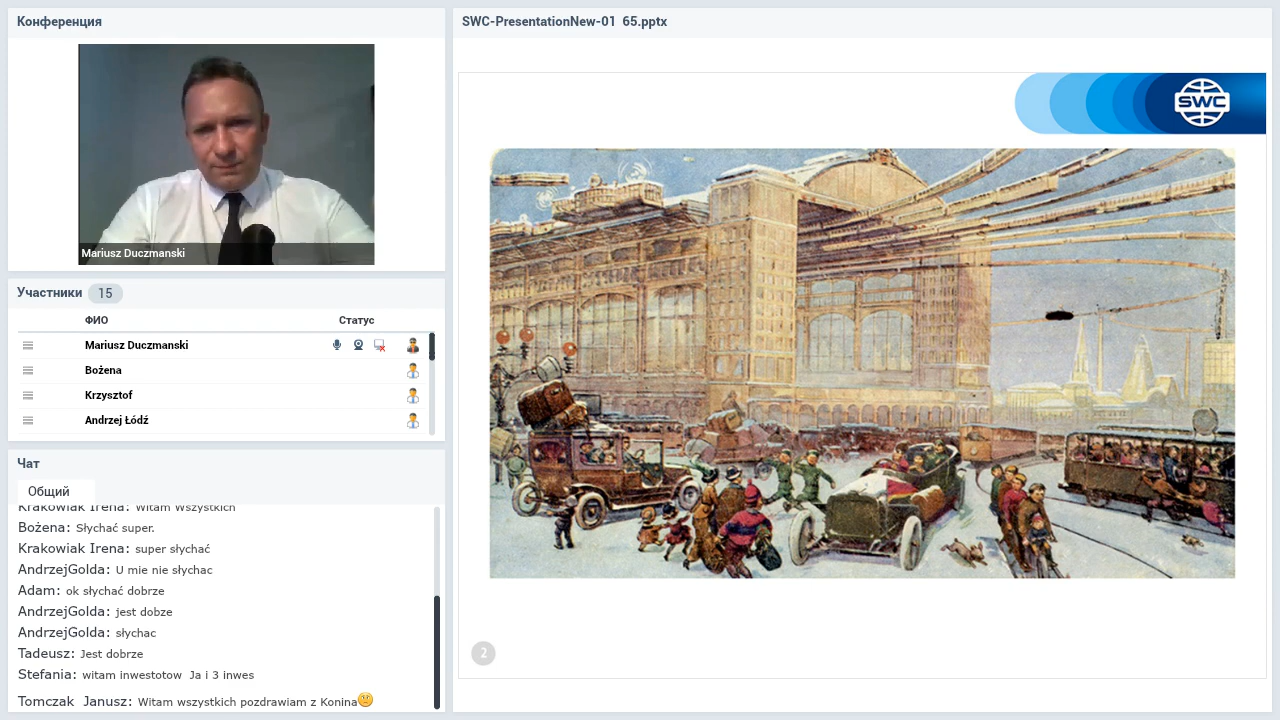 Конференция
Mariusz Duczmanski
Участники 15
ФИО Статус
Mariusz Duczmanski
Bożena
Krzysztof
Andrzej Łódź
Чат
Общий
Krakowiak Irena: Witam Wszystkich
Bożena: Słychać super.
Krakowiak Irena: super słychać
AndrzejGolda: U mie nie słychac
Adam: ok słychać dobrze
AndrzejGolda: jest dobze
AndrzejGolda: słychac
Tadeusz: Jest dobrze
Stefania: witam inwestotow Ja i 3 inwes
Tomczak Janusz: Witam wszystkich pozdrawiam z Konina
SWC-PresentationNew-01 65.pptx
SWC
2